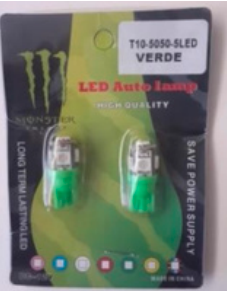 T10-5050-5LED
VERDE
LED Auto lamp
HIGH QUALITY
MONSTER
LONG TERM LASTING LED
SAVE POWER SUPPLY
MADE IN CHINA